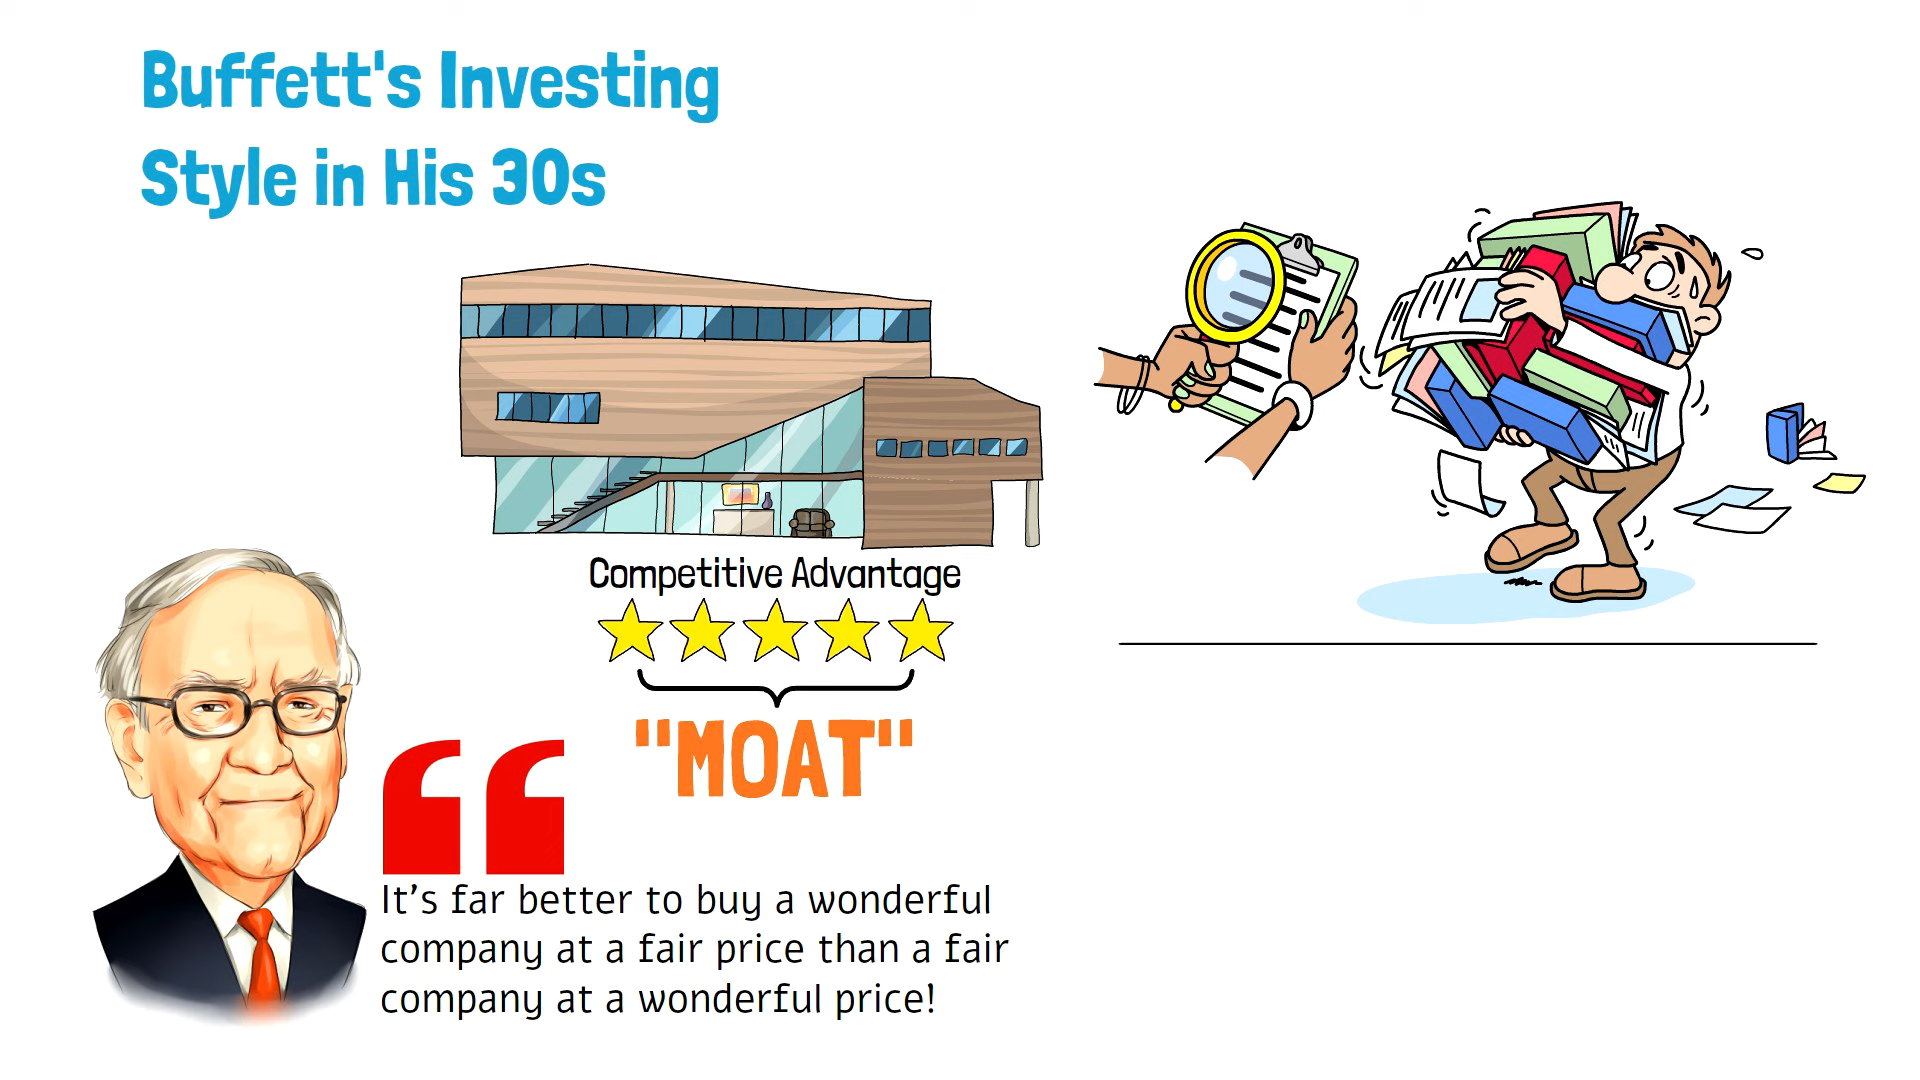 Buffett's Investing
Style in His 30s
Competitive Advantage
"MOAT"
It’s far better to buy a wonderful
company at a fair price than a fair
company at a wonderful price!